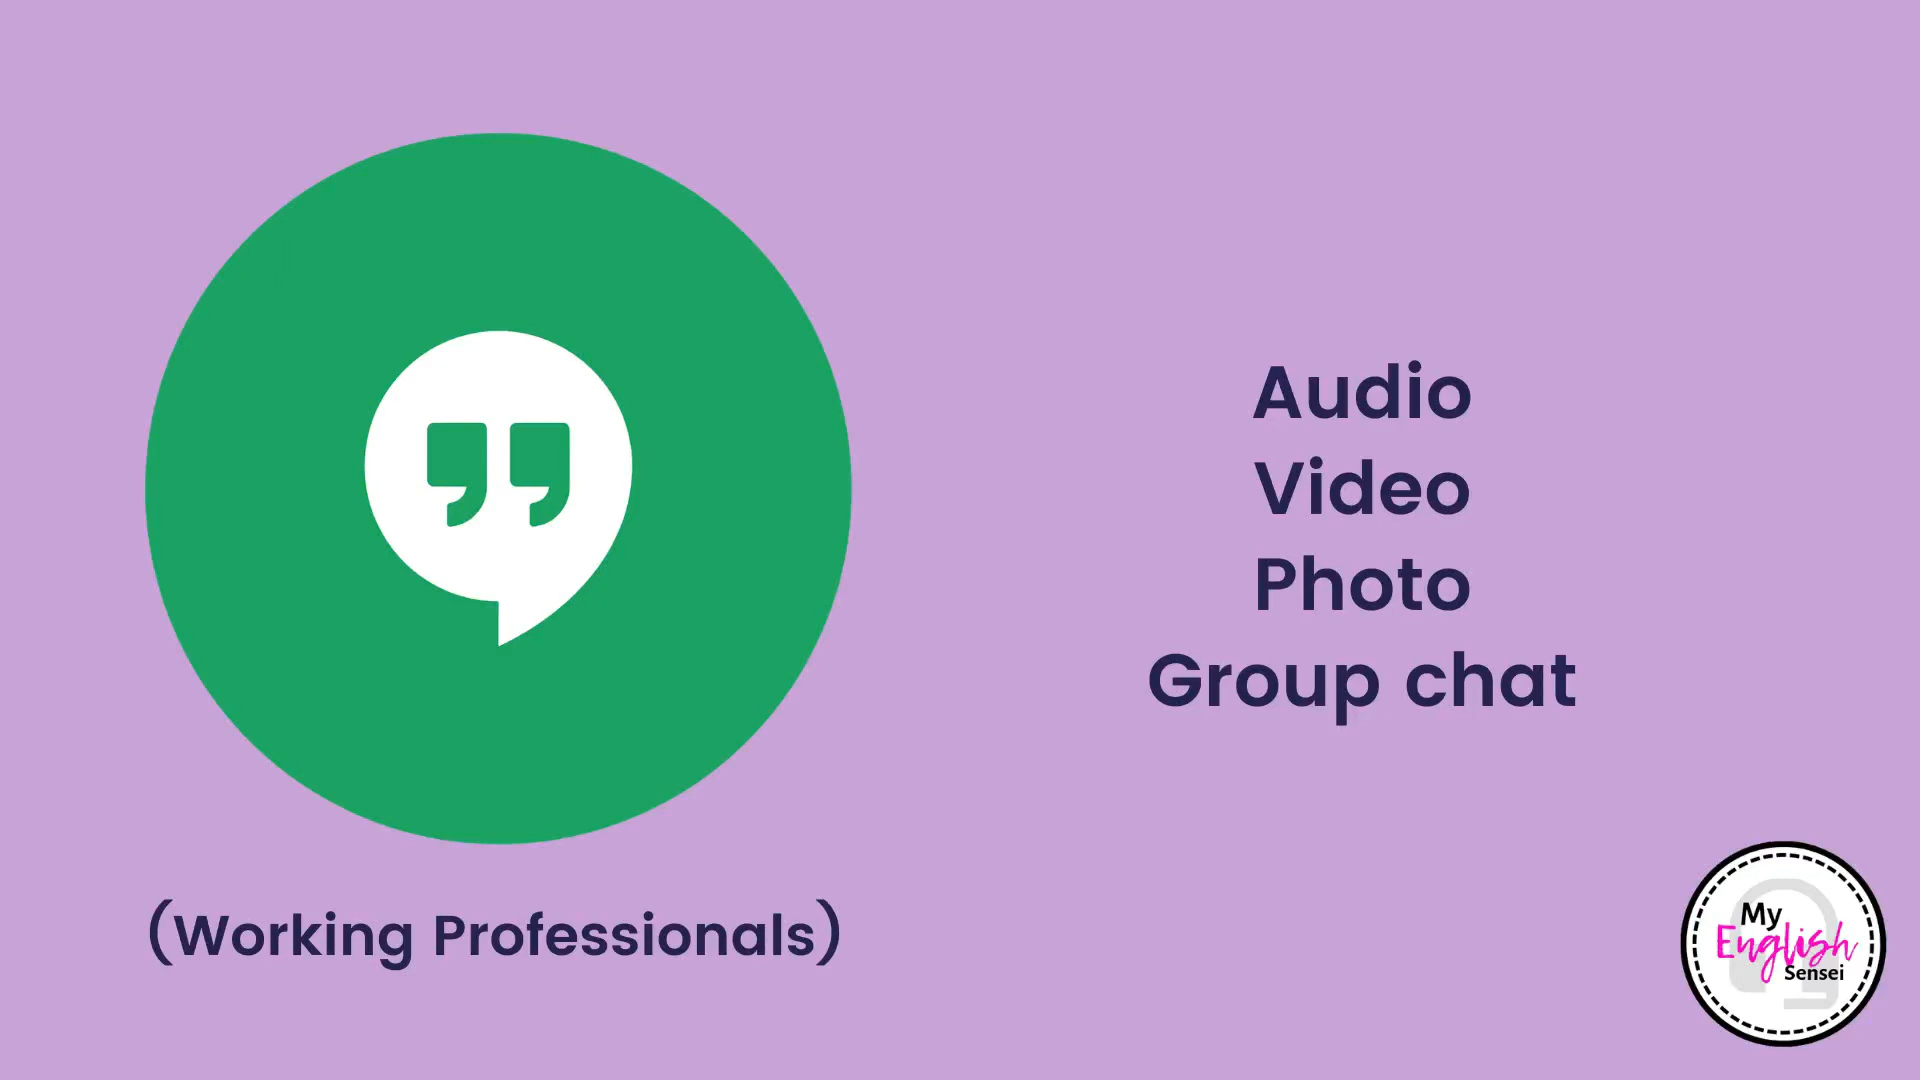 Audio
Video
Photo
Group chat
(Working Professionals)
My
English
Sensei